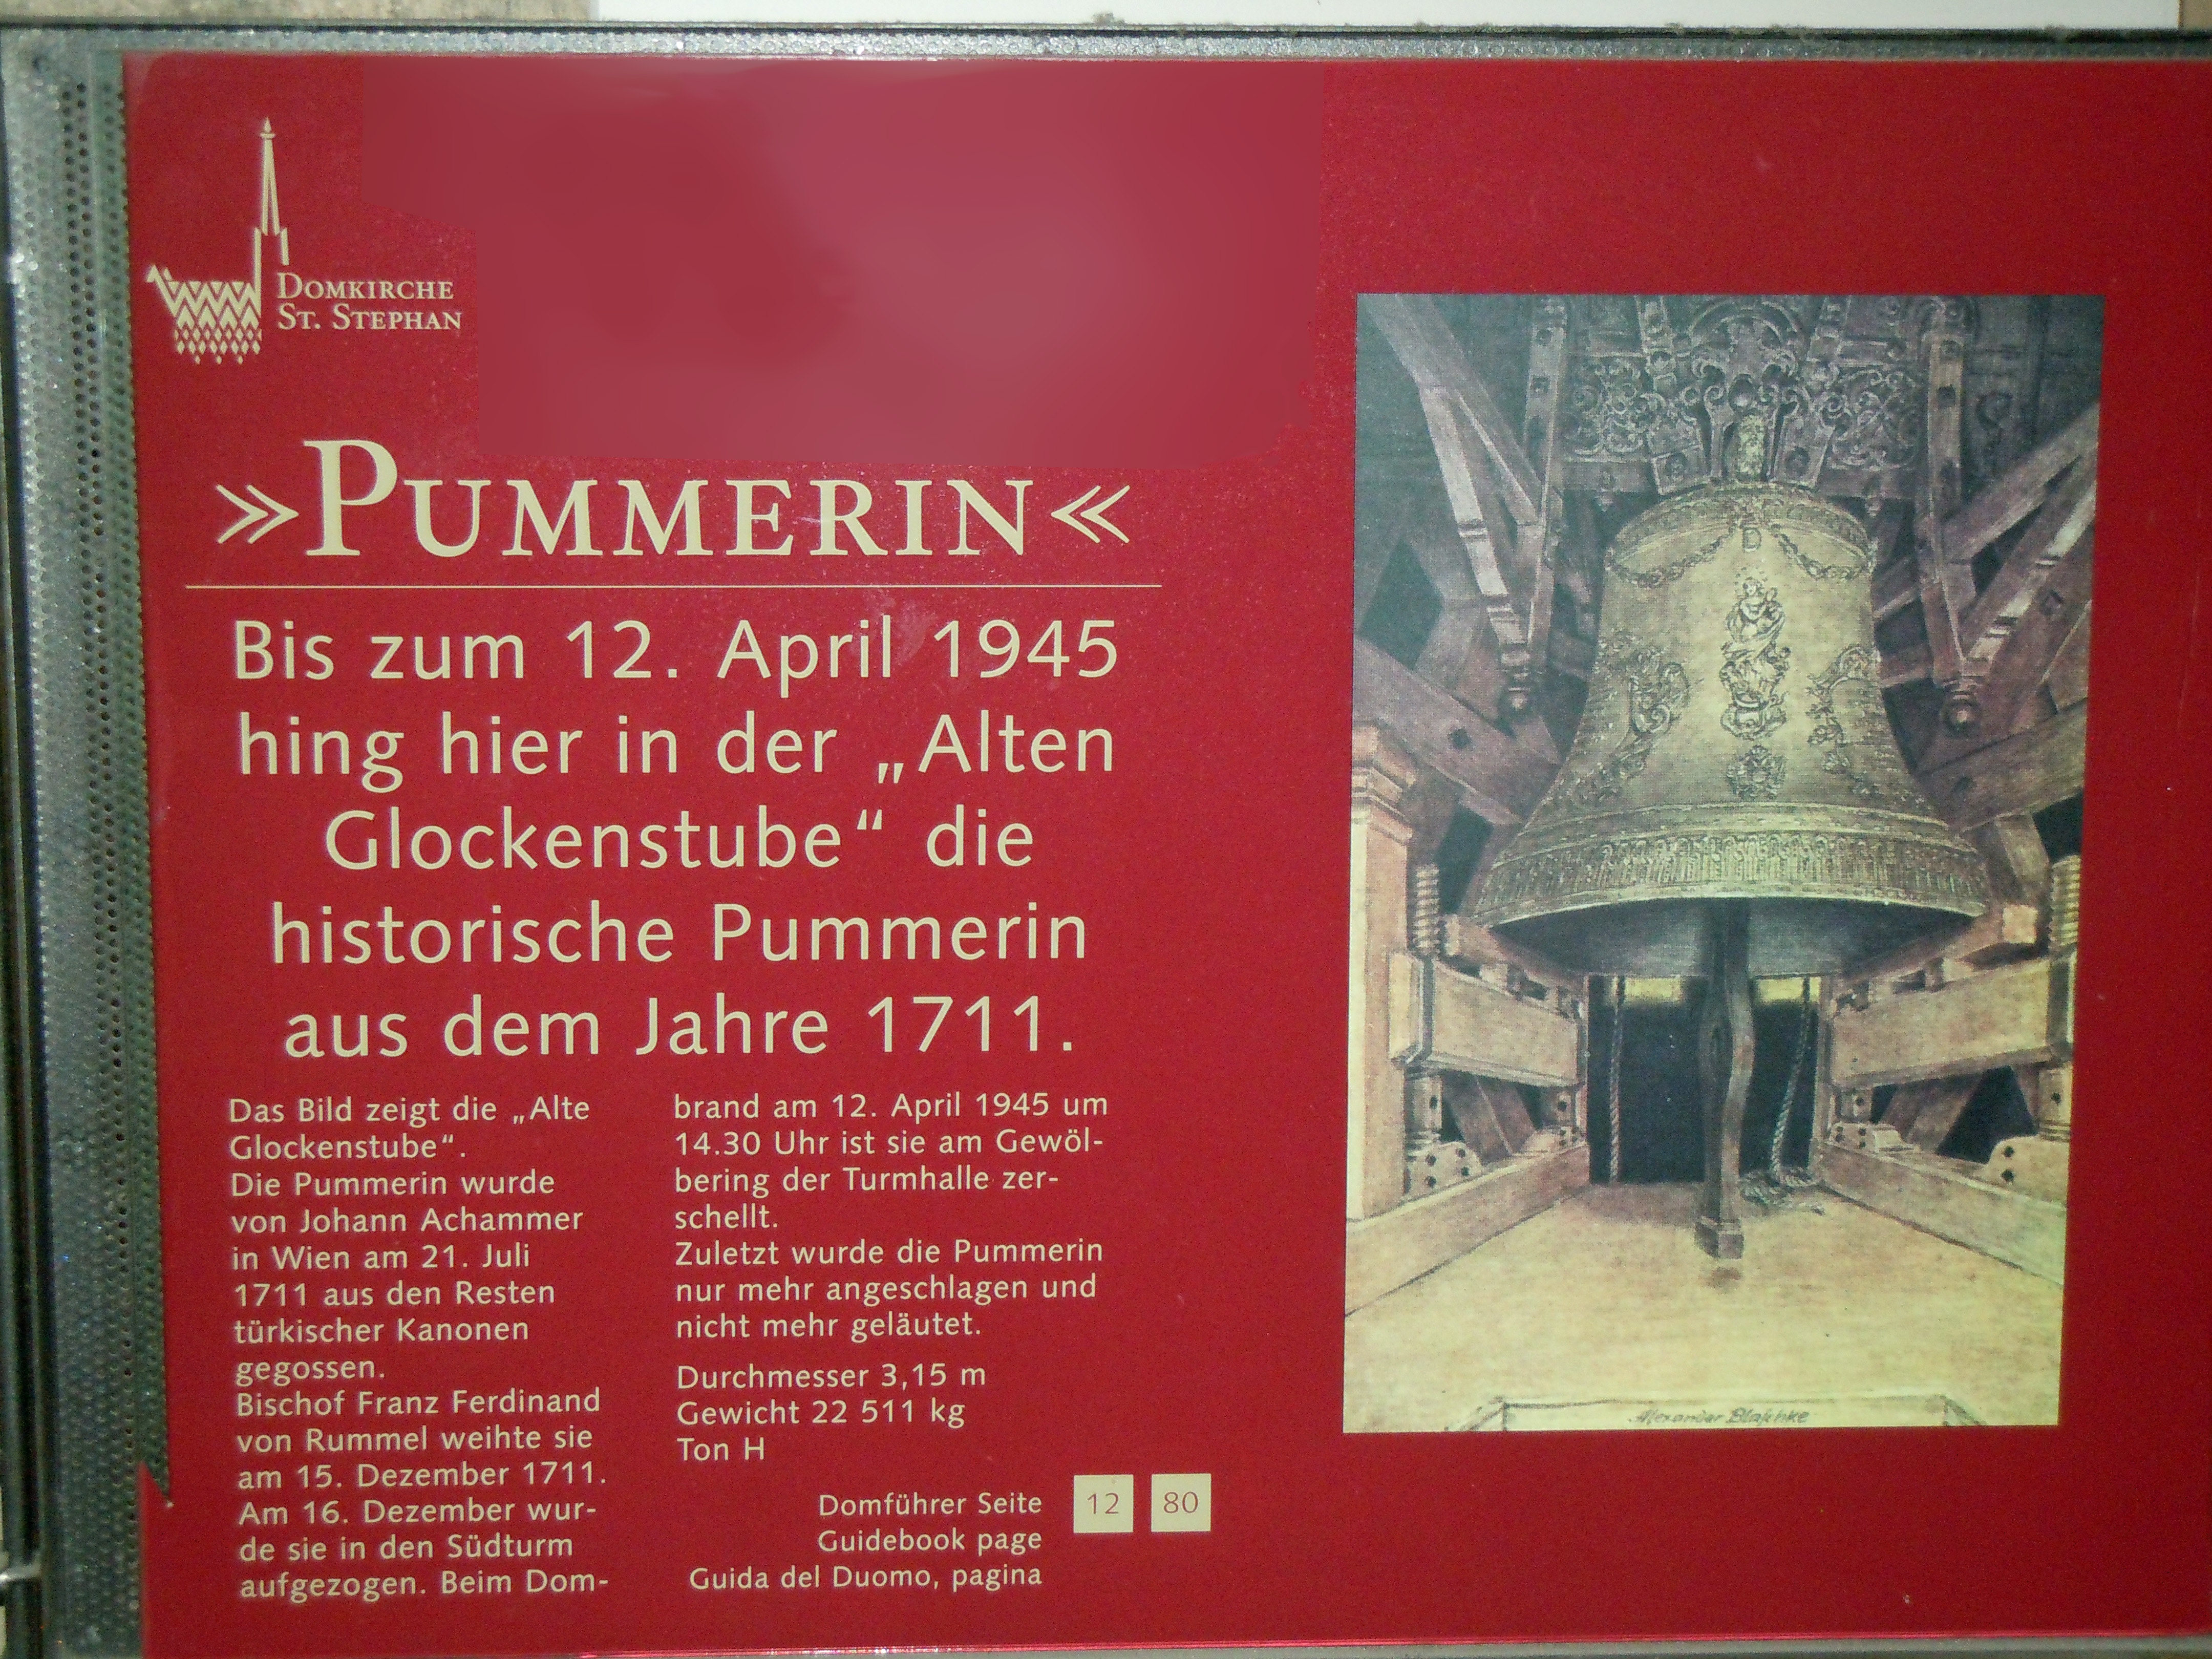 DOMKIRCHE
ST. STEPHAN
»PUMMERIN«
Bis zum 12. April 1945
hing hier in der „Alten
Glockenstube“ die
historische Pummerin
aus dem Jahre 1711.
Das Bild zeigt die „Alte
Glockenstube“.
Die Pummerin wurde
von Johann Achammer
in Wien am 21. Juli
1711 aus den Resten
türkischer Kanonen
gegossen.
Bischof Franz Ferdinand
von Rummel weihte sie
am 15. Dezember 1711.
Am 16. Dezember wur-
de sie in den Südturm
aufgezogen. Beim Dom-
brand am 12. April 1945 um
14.30 Uhr ist sie am Gewöl-
bering der Turmhalle zer-
schellt.
Zuletzt wurde die Pummerin
nur mehr angeschlagen und
nicht mehr geläutet.
Durchmesser 3,15 m
Gewicht 22 511 kg
Ton H
Domführer Seite 12 80
Guidebook page
Guida del Duomo, pagina
Alexander Blaschke